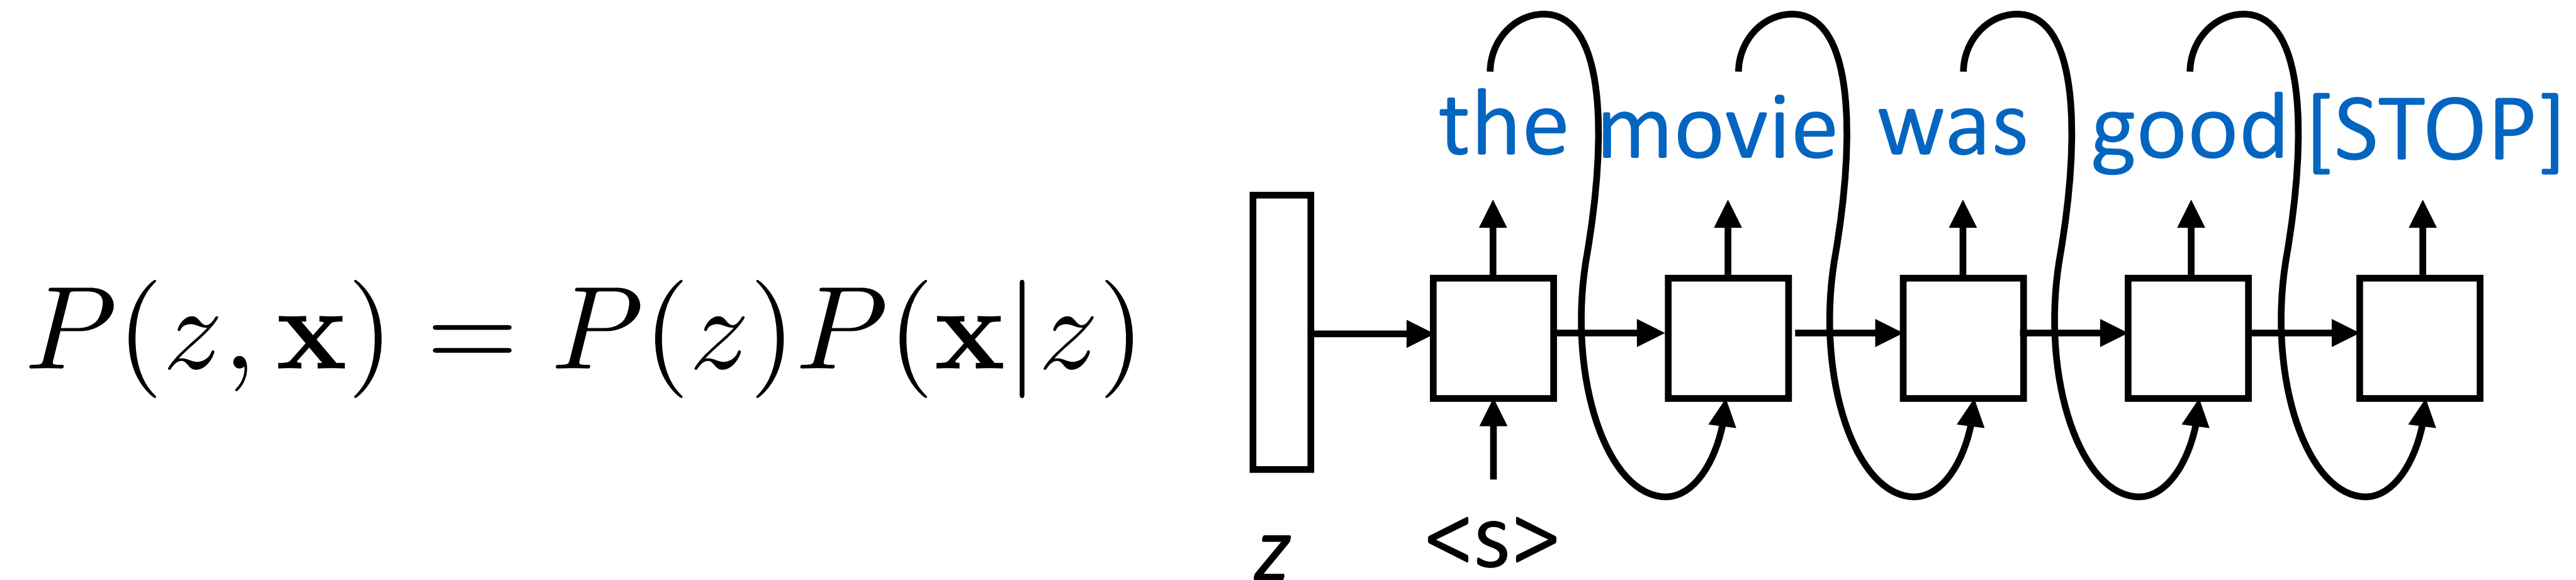 the movie was good [STOP]
P(z, x) = P(z)P(x|z)
z <s>